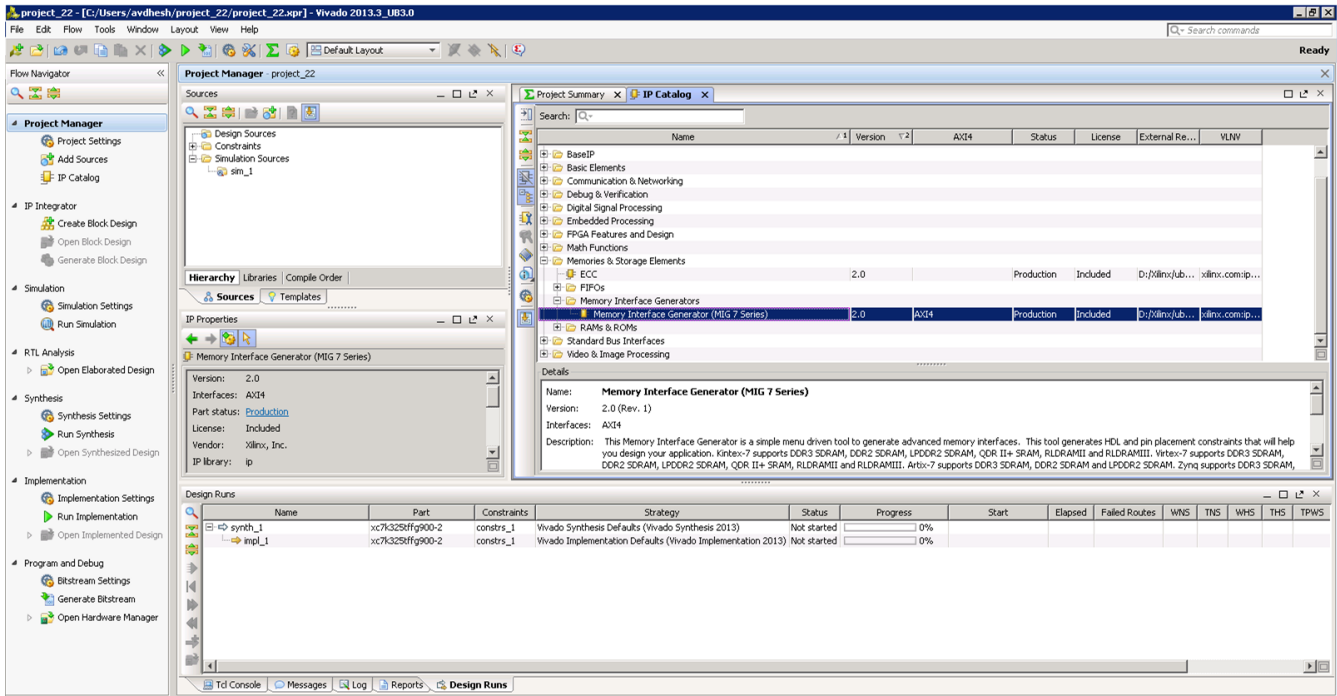 project_22 - [C:/Users/avdhesh/project_22/project_22.xpr] - Vivado 2013.3_UB3.0
File Edit Flow Tools Window Layout View Help
Search commands
Default Layout
Ready
Flow Navigator
Project Manager
Project Settings
Add Sources
IP Catalog
IP Integrator
Create Block Design
Open Block Design
Generate Block Design
Simulation
Simulation Settings
Run Simulation
RTL Analysis
Open Elaborated Design
Synthesis
Synthesis Settings
Run Synthesis
Open Synthesized Design
Implementation
Implementation Settings
Run Implementation
Open Implemented Design
Program and Debug
Bitstream Settings
Generate Bitstream
Open Hardware Manager
Project Manager - project_22
Sources
Design Sources
Constraints
Simulation Sources
sim_1
Hierarchy Libraries Compile Order
Sources Templates
IP Properties
Memory Interface Generator (MIG 7 Series)
Version: 2.0
Interfaces: AXI4
Part status: Production
License: Included
Vendor: Xilinx, Inc.
IP library: ip
Project Summary IP Catalog
Search:
Name Version AXI4 Status License External Re... VLNV
BaseIP
Basic Elements
Communication & Networking
Debug & Verification
Digital Signal Processing
Embedded Processing
FPGA Features and Design
Math Functions
Memories & Storage Elements
ECC 2.0 Production Included D:/Xilinx/ub... xilinx.com:ip...
FIFOs
Memory Interface Generators
Memory Interface Generator (MIG 7 Series) 2.0 AXI4 Production Included D:/Xilinx/ub... xilinx.com:ip...
RAMs & ROMs
Standard Bus Interfaces
Video & Image Processing
Details
Name: Memory Interface Generator (MIG 7 Series)
Version: 2.0 (Rev. 1)
Interfaces: AXI4
Description: This Memory Interface Generator is a simple menu driven tool to generate advanced memory interfaces. This tool generates HDL and pin placement constraints that will help
you design your application. Kintex-7 supports DDR3 SDRAM, DDR2 SDRAM, LPDDR2 SDRAM, QDR II+ SRAM, RLDRAMII and RLDRAMIII. Virtex-7 supports DDR3 SDRAM,
DDR2 SDRAM, LPDDR2 SDRAM, QDR II+ SRAM, RLDRAMII and RLDRAMIII. Artix-7 supports DDR3 SDRAM, DDR2 SDRAM and LPDDR2 SDRAM. Zynq supports DDR3 SDRAM,
Design Runs
Name Part Constraints Strategy Status Progress Start Elapsed Failed Routes WNS TNS WHS THS TPWS
synth_1 xc7k325tffg900-2 constrs_1 Vivado Synthesis Defaults (Vivado Synthesis 2013) Not started 0%
impl_1 xc7k325tffg900-2 constrs_1 Vivado Implementation Defaults (Vivado Implementation 2013) Not started 0%
Tcl Console Messages Log Reports Design Runs